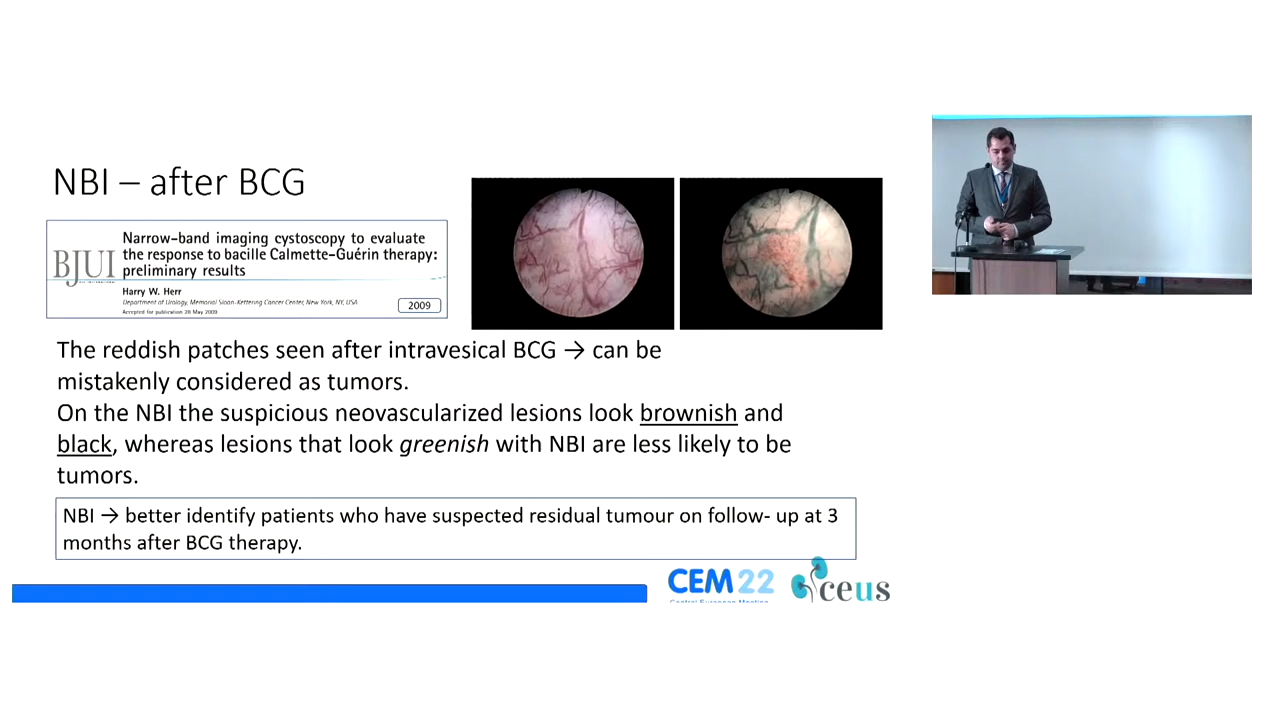 NBI – after BCG
BJUI
BJU INTERNATIONAL
Narrow-band imaging cystoscopy to evaluate
the response to bacille Calmette-Guérin therapy:
preliminary results
Harry W. Herr
Department of Urology, Memorial Sloan-Kettering Cancer Center, New York, NY, USA
Accepted for publication 28 May 2009
2009
The reddish patches seen after intravesical BCG → can be
mistakenly considered as tumors.
On the NBI the suspicious neovascularized lesions look brownish and
black, whereas lesions that look greenish with NBI are less likely to be
tumors.
NBI → better identify patients who have suspected residual tumour on follow- up at 3
months after BCG therapy.
CEM22
Central European Meeting
ceus